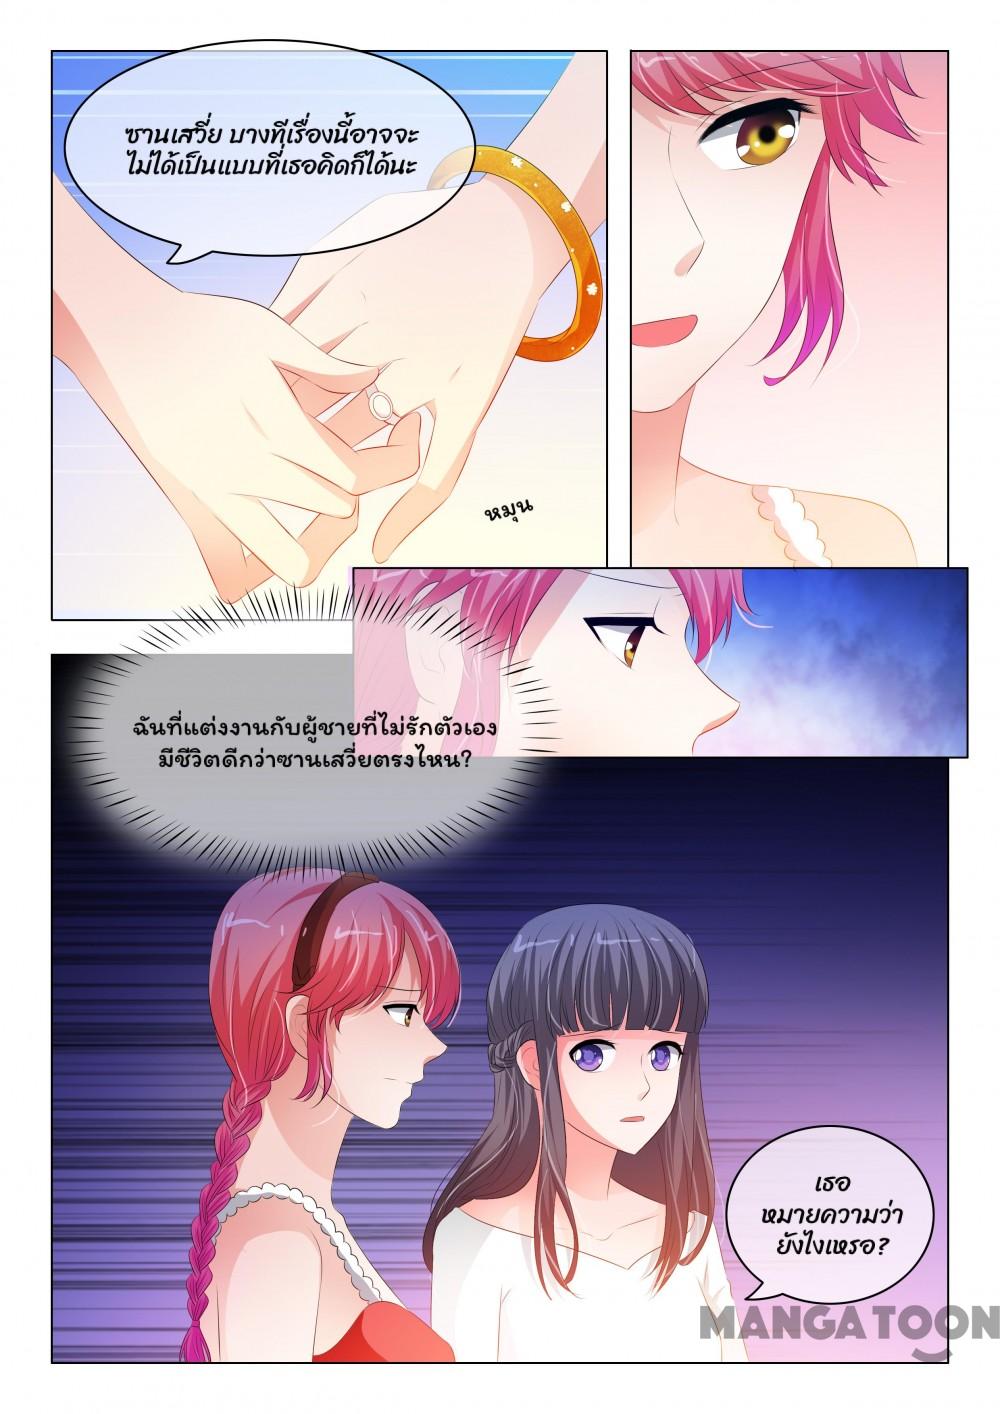 ซานเสวี่ย บางทีเรื่องนี้อาจจะ
ไม่ได้เป็นแบบที่เธอคิดก็ได้นะ
หมุน
ฉันที่แต่งงานกับผู้ชายที่ไม่รักตัวเอง
มีชีวิตดีกว่าซานเสวี่ยตรงไหน?
เธอ
หมายความว่า
ยังไงเหรอ?
MANGATOON